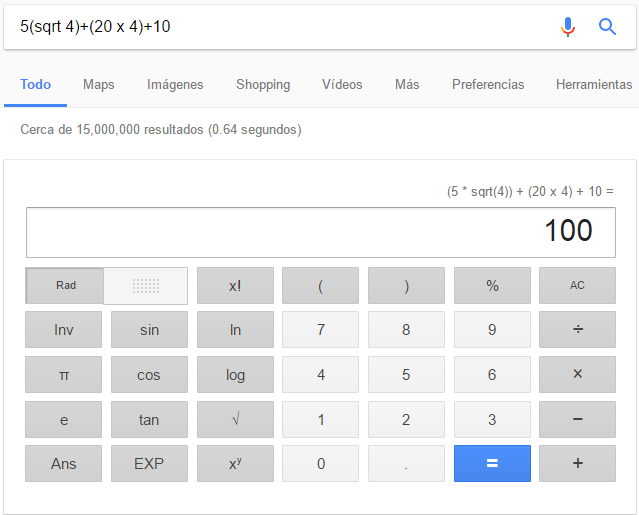 5(sqrt 4)+(20 x 4)+10
Todo Maps Imágenes Shopping Vídeos Más Preferencias Herramientas
Cerca de 15,000,000 resultados (0.64 segundos)
(5 * sqrt(4)) + (20 x 4) + 10 =
100
Rad x! ( ) % AC
Inv sin ln 7 8 9 ÷
π cos log 4 5 6 ×
e tan √ 1 2 3 −
Ans EXP xʸ 0 . = +